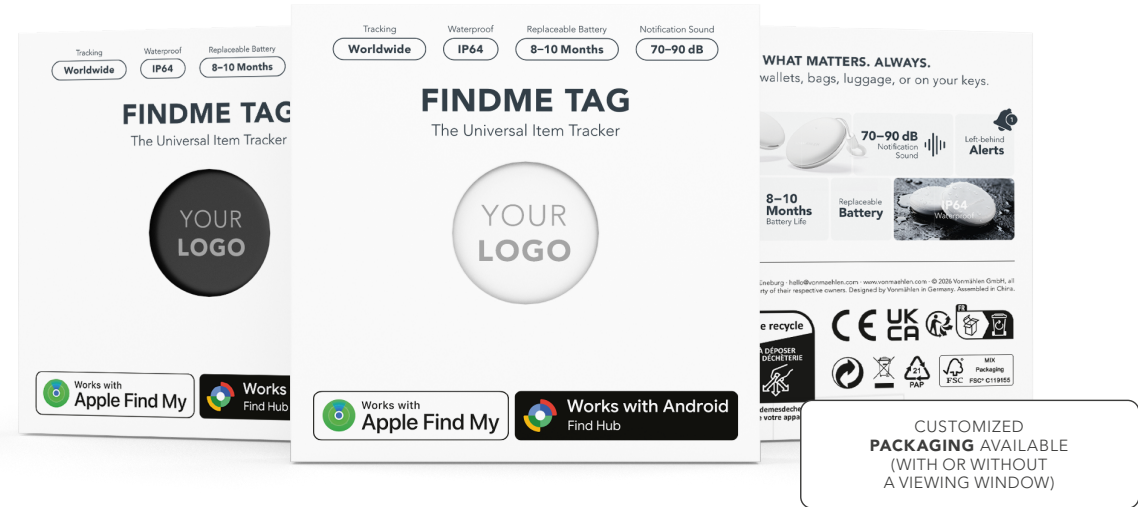 Tracking
Worldwide
Waterproof
IP64
Replaceable Battery
8–10 Months
FINDME TAG
The Universal Item Tracker
YOUR
LOGO
Works with
Apple Find My
Works
Find Hub
Tracking
Worldwide
Waterproof
IP64
Replaceable Battery
8–10 Months
Notification Sound
70–90 dB
FINDME TAG
The Universal Item Tracker
YOUR
LOGO
Works with
Apple Find My
Works with Android
Find Hub
WHAT MATTERS. ALWAYS.
wallets, bags, luggage, or on your keys.
70–90 dB
Notification
Sound
1
Left-behind
Alerts
8–10
Months
Battery Life
Replaceable
Battery
IP64
Waterproof
hello@vonmaehlen.com · www.vonmaehlen.com · © 2026 Vonmählen GmbH, all
of their respective owners. Designed by Vonmählen in Germany. Assembled in China.
recycle
À DÉPOSER
DÉCHÈTERIE
votre
CE
UK
CA
FR
21
PAP
FSC
MIX
Packaging
FSC® C119155
CUSTOMIZED
PACKAGING AVAILABLE
(WITH OR WITHOUT
A VIEWING WINDOW)